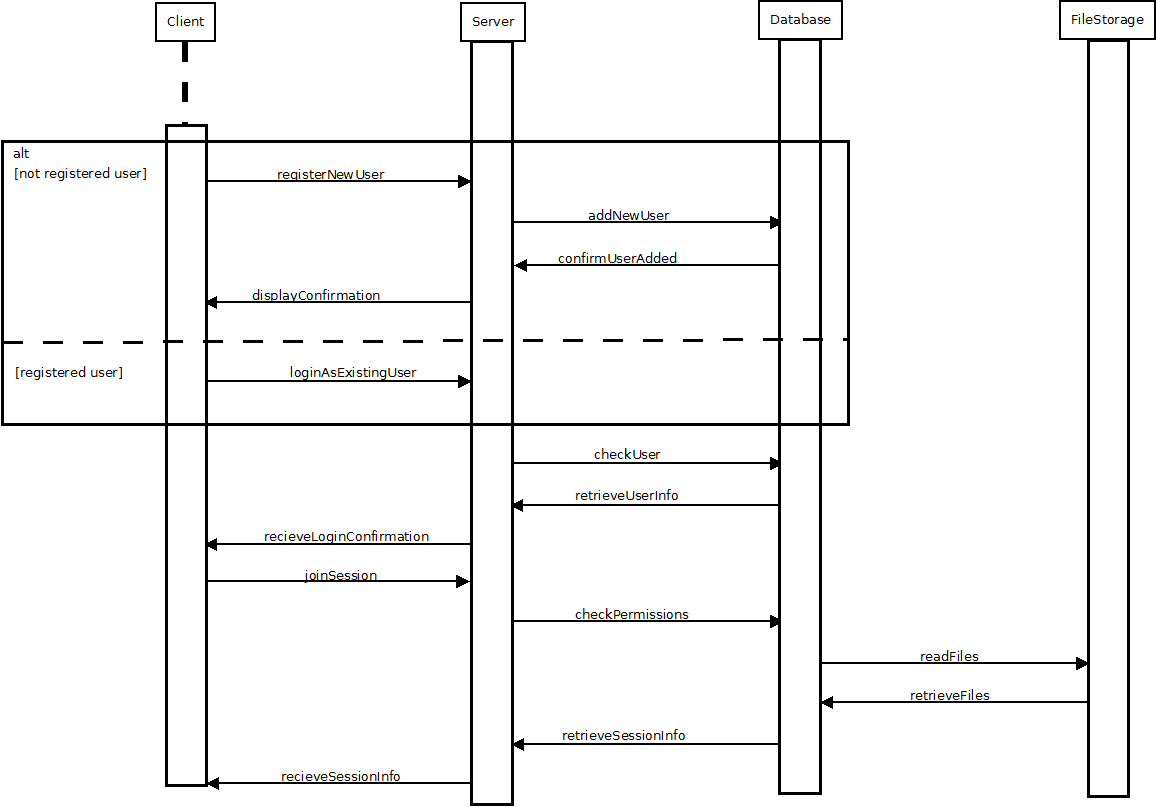 Client
Server
Database
FileStorage
alt
[not registered user]
registerNewUser
addNewUser
confirmUserAdded
displayConfirmation
[registered user]
loginAsExistingUser
checkUser
retrieveUserInfo
recieveLoginConfirmation
joinSession
checkPermissions
readFiles
retrieveFiles
retrieveSessionInfo
recieveSessionInfo